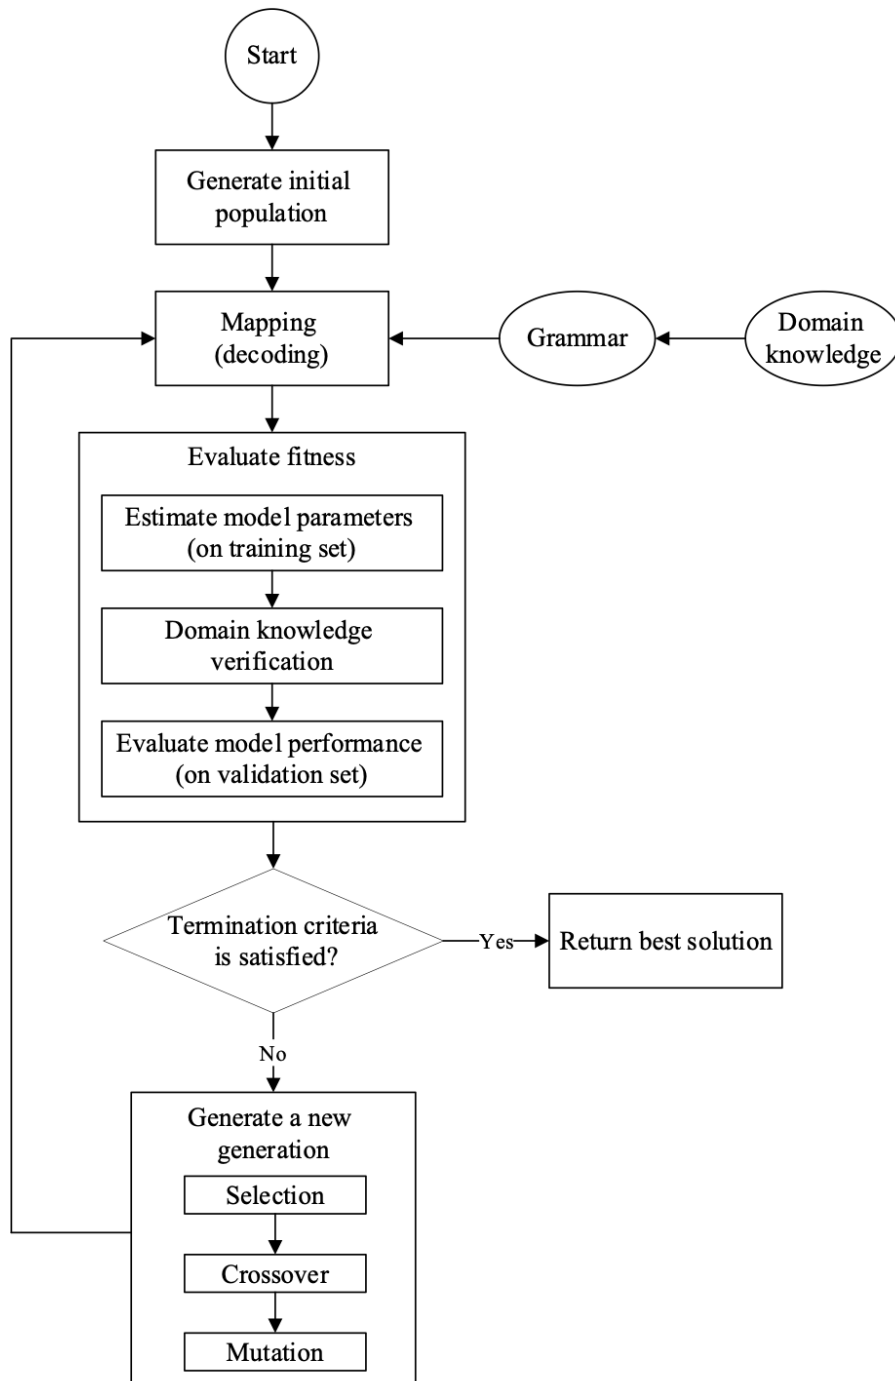 Start
Generate initial
population
Mapping
(decoding)
Grammar
Domain
knowledge
Evaluate fitness
Estimate model parameters
(on training set)
Domain knowledge
verification
Evaluate model performance
(on validation set)
Termination criteria
is satisfied?
Yes
Return best solution
No
Generate a new
generation
Selection
Crossover
Mutation